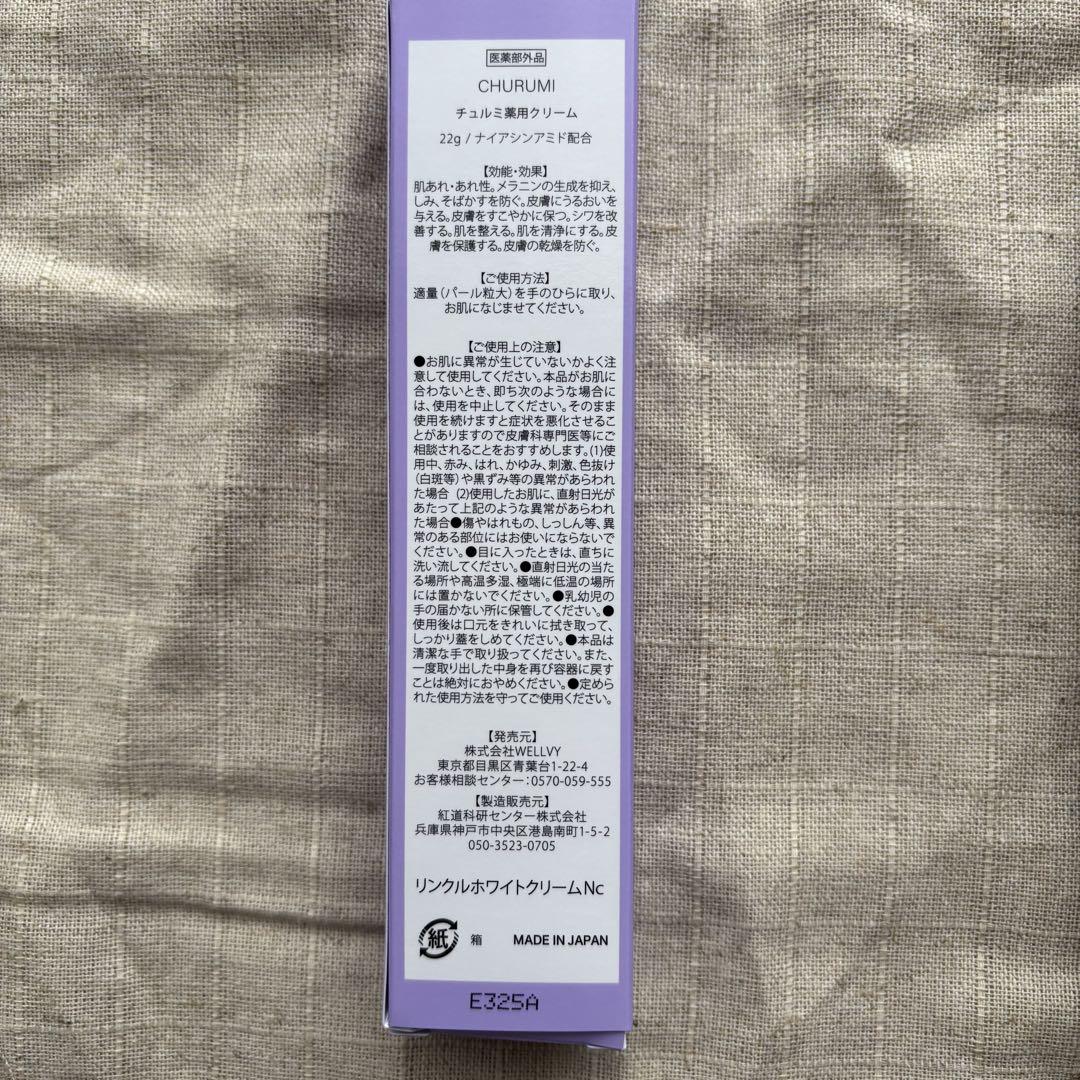 医薬部外品
CHURUMI
チュルミ薬用クリーム
22g / ナイアシンアミド配合
【効能・効果】
肌あれ・あれ性。メラニンの生成を抑え、
しみ、そばかすを防ぐ。皮膚にうるおいを
与える。皮膚をすこやかに保つ。シワを改
善する。肌を整える。肌を清浄にする。皮
膚を保護する。皮膚の乾燥を防ぐ。
【ご使用方法】
適量（パール粒大）を手のひらに取り、
お肌になじませてください。
【ご使用上の注意】
●お肌に異常が生じていないかよく注
意して使用してください。本品がお肌に
合わないとき、即ち次のような場合に
は、使用を中止してください。そのまま
使用を続けますと症状を悪化させるこ
とがありますので皮膚科専門医等にご
相談されることをおすすめします。(1)使
用中、赤み、はれ、かゆみ、刺激、色抜け
（白斑等）や黒ずみ等の異常があらわれ
た場合 (2)使用したお肌に、直射日光が
あたって上記のような異常があらわれ
た場合●傷やはれもの、しっしん等、異
常のある部位にはお使いにならないで
ください。●目に入ったときは、直ちに
洗い流してください。●直射日光の当た
る場所や高温多湿、極端に低温の場所
には置かないでください。●乳幼児の
手の届かない所に保管してください。●
使用後は口元をきれいに拭き取って、
しっかり蓋をしめてください。●本品は
清潔な手で取り扱ってください。また、
一度取り出した中身を再び容器に戻す
ことは絶対におやめください。●定めら
れた使用方法を守ってご使用ください。
【発売元】
株式会社WELLVY
東京都目黒区青葉台1-22-4
お客様相談センター：0570-059-555
【製造販売元】
紅道科研センター株式会社
兵庫県神戸市中央区港島南町1-5-2
050-3523-0705
リンクルホワイトクリームNc
紙 箱 MADE IN JAPAN
E325A